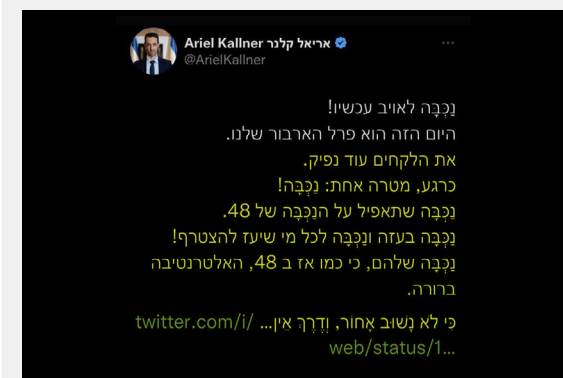 Ariel Kallner אריאל קלנר
@ArielKallner
נַכְּבָּה לאויב עכשיו!
היום הזה הוא פרל הארבור שלנו.
את הלקחים עוד נפיק.
כרגע, מטרה אחת: נַכְּבָּה!
נַכְּבָּה שתאפיל על הנַכְּבָּה של 48.
נַכְּבָּה בעזה ונַכְּבָּה לכל מי שיעז להצטרף!
נַכְּבָּה שלהם, כי כמו אז ב 48, האלטרנטיבה
ברורה.
כִּי לֹא נָשׁוּב אָחוֹר, וְדֶרֶךְ אֵין... twitter.com/i/
web/status/1...